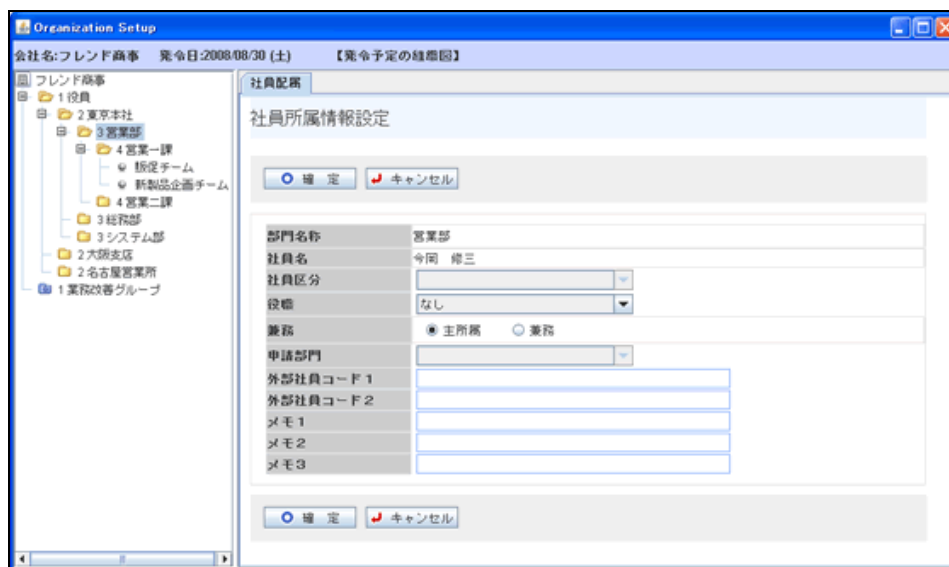 Organization Setup
会社名:フレンド商事 発令日:2008/08/30 (土) 【発令予定の組織図】
フレンド商事
1 役員
2 東京本社
3 営業部
4 営業一課
販促チーム
新製品企画チーム
4 営業二課
3 総務部
3 システム部
2 大阪支店
2 名古屋営業所
1 業務改善グループ
社員配属
社員所属情報設定
確 定 キャンセル
部門名称 営業部
社員名 今岡 修三
社員区分
役職 なし
兼務 主所属 兼務
申請部門
外部社員コード1
外部社員コード2
メモ1
メモ2
メモ3
確 定 キャンセル